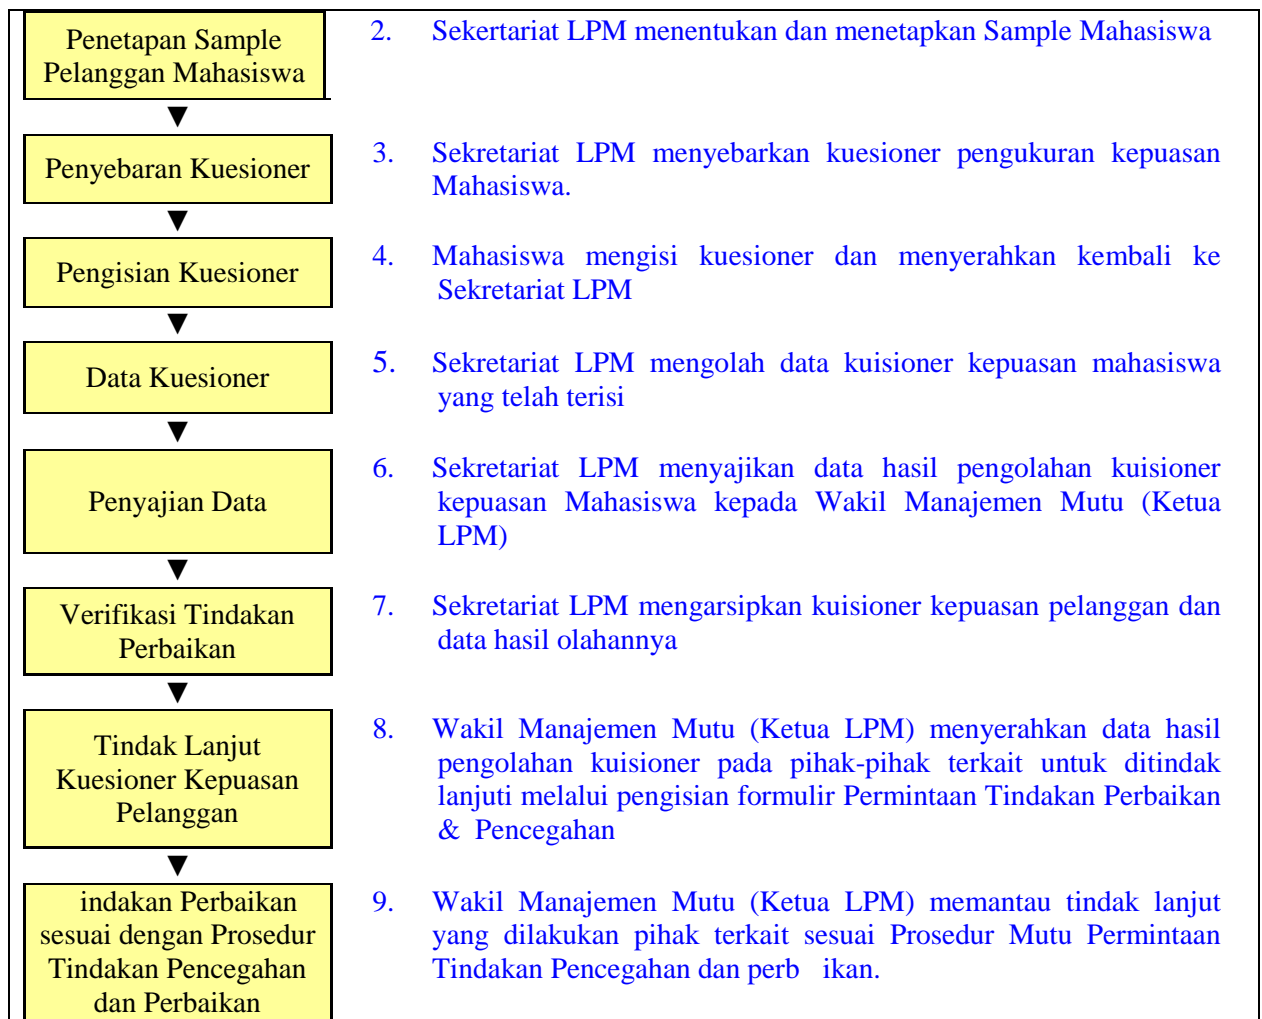 Penetapan Sample
Pelanggan Mahasiswa
2. Sekertariat LPM menentukan dan menetapkan Sample Mahasiswa
Penyebaran Kuesioner
3. Sekretariat LPM menyebarkan kuesioner pengukuran kepuasan
Mahasiswa.
Pengisian Kuesioner
4. Mahasiswa mengisi kuesioner dan menyerahkan kembali ke
Sekretariat LPM
Data Kuesioner
5. Sekretariat LPM mengolah data kuisioner kepuasan mahasiswa
yang telah terisi
Penyajian Data
6. Sekretariat LPM menyajikan data hasil pengolahan kuisioner
kepuasan Mahasiswa kepada Wakil Manajemen Mutu (Ketua
LPM)
Verifikasi Tindakan
Perbaikan
7. Sekretariat LPM mengarsipkan kuisioner kepuasan pelanggan dan
data hasil olahannya
Tindak Lanjut
Kuesioner Kepuasan
Pelanggan
8. Wakil Manajemen Mutu (Ketua LPM) menyerahkan data hasil
pengolahan kuisioner pada pihak-pihak terkait untuk ditindak
lanjuti melalui pengisian formulir Permintaan Tindakan Perbaikan
& Pencegahan
indakan Perbaikan
sesuai dengan Prosedur
Tindakan Pencegahan
dan Perbaikan
9. Wakil Manajemen Mutu (Ketua LPM) memantau tindak lanjut
yang dilakukan pihak terkait sesuai Prosedur Mutu Permintaan
Tindakan Pencegahan dan perb ikan.